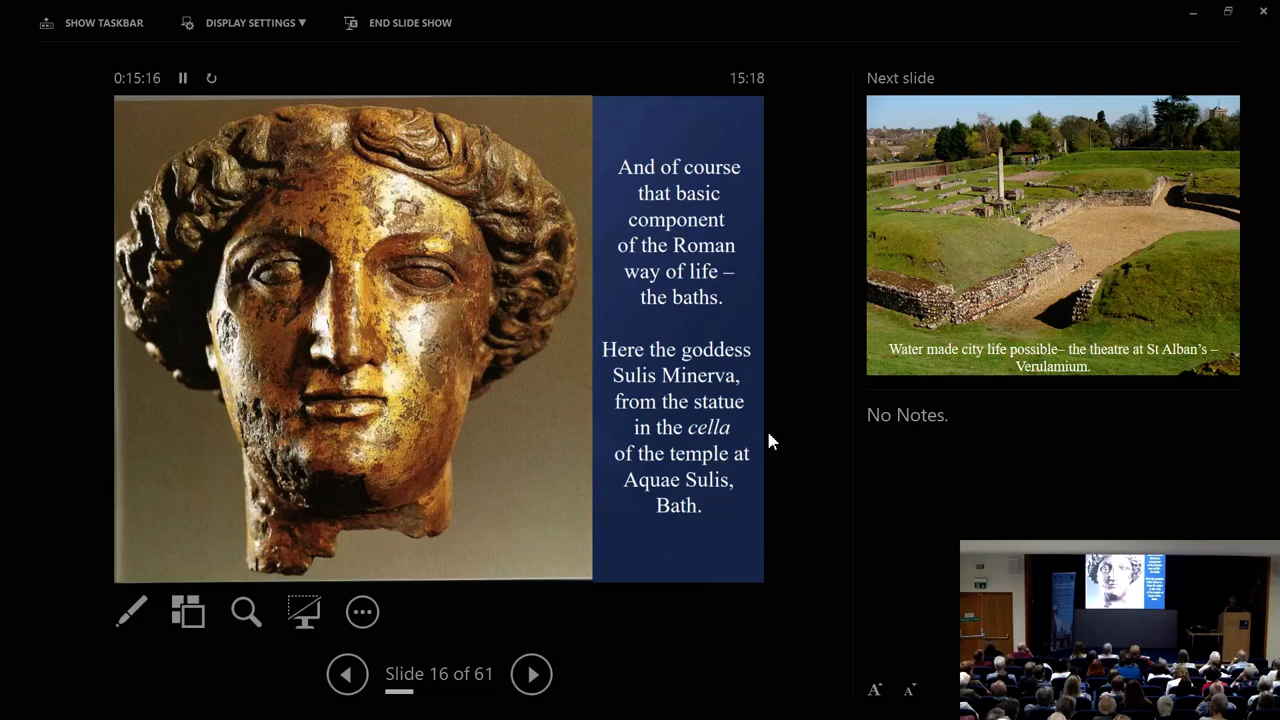 SHOW TASKBAR
DISPLAY SETTINGS ▼
END SLIDE SHOW
0:15:16
15:18
Next slide
And of course
that basic
component
of the Roman
way of life –
the baths.
Here the goddess
Sulis Minerva,
from the statue
in the cella
of the temple at
Aquae Sulis,
Bath.
Water made city life possible– the theatre at St Alban's –
Verulamium.
No Notes.
Slide 16 of 61
A
A